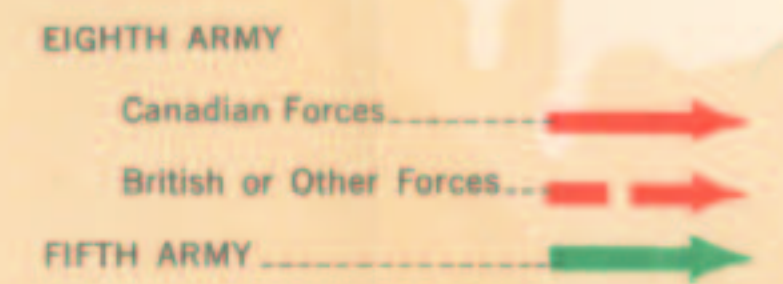 EIGHTH ARMY
Canadian Forces
British or Other Forces
FIFTH ARMY